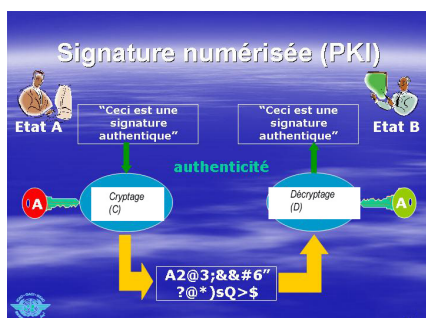 Signature numérisée (PKI)
"Ceci est une
signature
authentique"
"Ceci est une
signature
authentique"
Etat A
Etat B
authenticité
A
Cryptage
(C)
Décryptage
(D)
A
A2@3;&&#6"
?@*)sQ>$